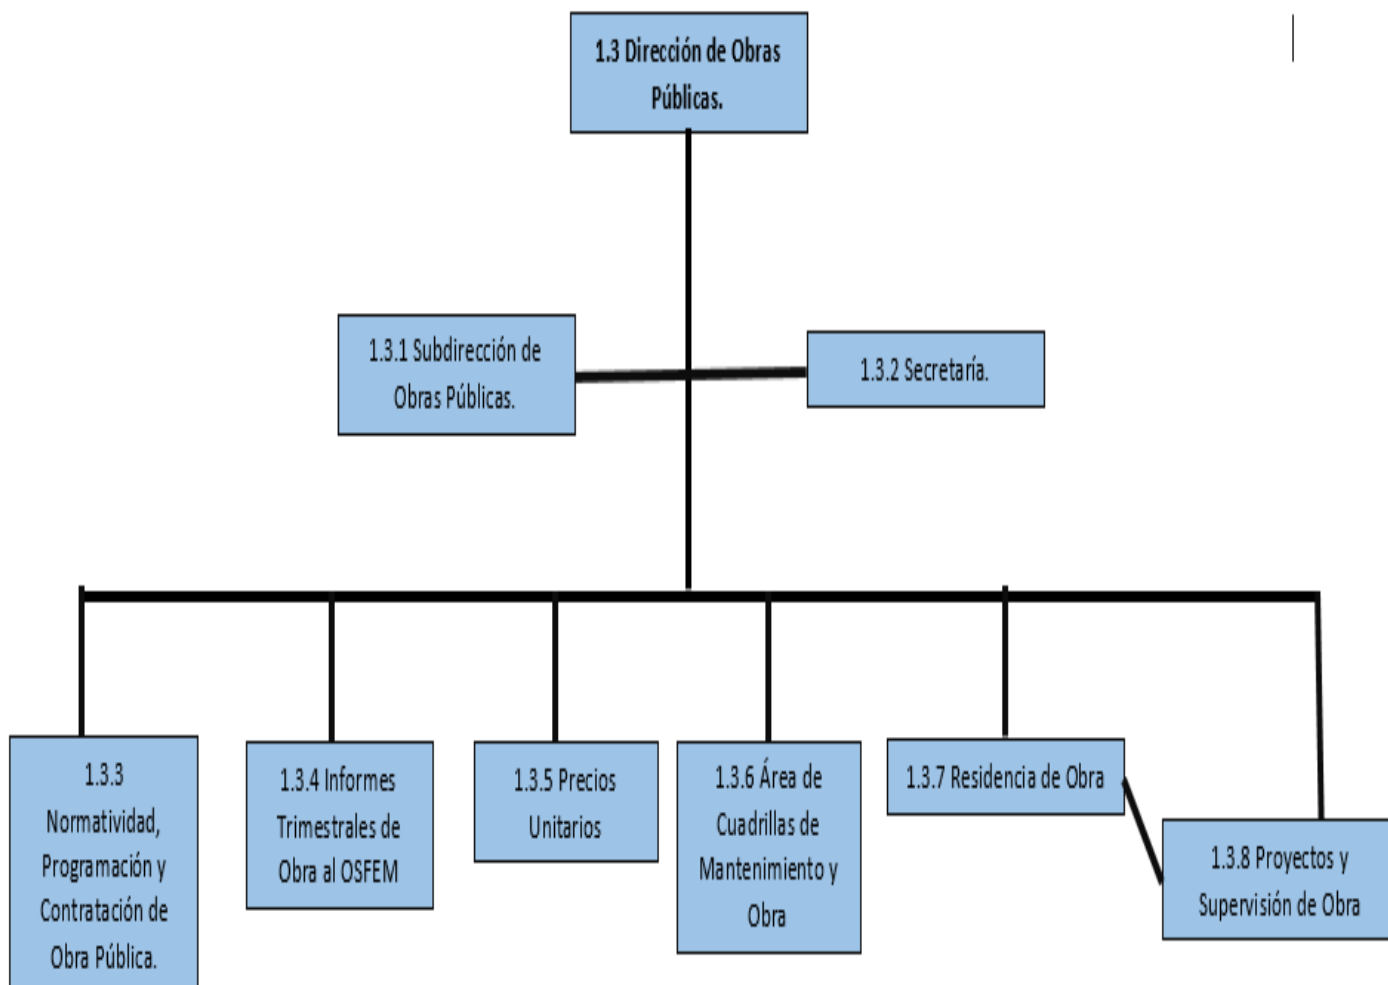 1.3 Dirección de Obras
Públicas.
1.3.1 Subdirección de
Obras Públicas.
1.3.2 Secretaría.
1.3.3
Normatividad,
Programación y
Contratación de
Obra Pública.
1.3.4 Informes
Trimestrales de
Obra al OSFEM
1.3.5 Precios
Unitarios
1.3.6 Área de
Cuadrillas de
Mantenimiento y
Obra
1.3.7 Residencia de Obra
1.3.8 Proyectos y
Supervisión de Obra